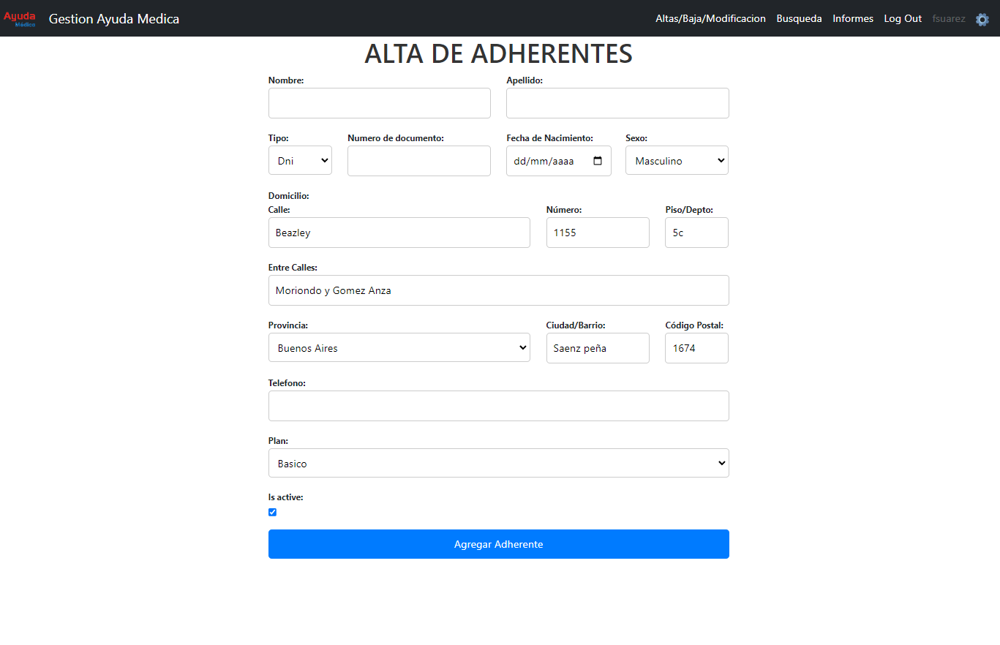 Ayuda
Médico
Gestion Ayuda Medica
Altas/Baja/Modificacion Busqueda Informes Log Out fsuarez
ALTA DE ADHERENTES
Nombre: Apellido:
Tipo: Numero de documento: Fecha de Nacimiento: Sexo:
Dni dd/mm/aaaa Masculino
Domicilio:
Calle: Número: Piso/Depto:
Beazley 1155 5c
Entre Calles:
Moriondo y Gomez Anza
Provincia: Ciudad/Barrio: Código Postal:
Buenos Aires Saenz peña 1674
Telefono:
Plan:
Basico
Is active:
Agregar Adherente